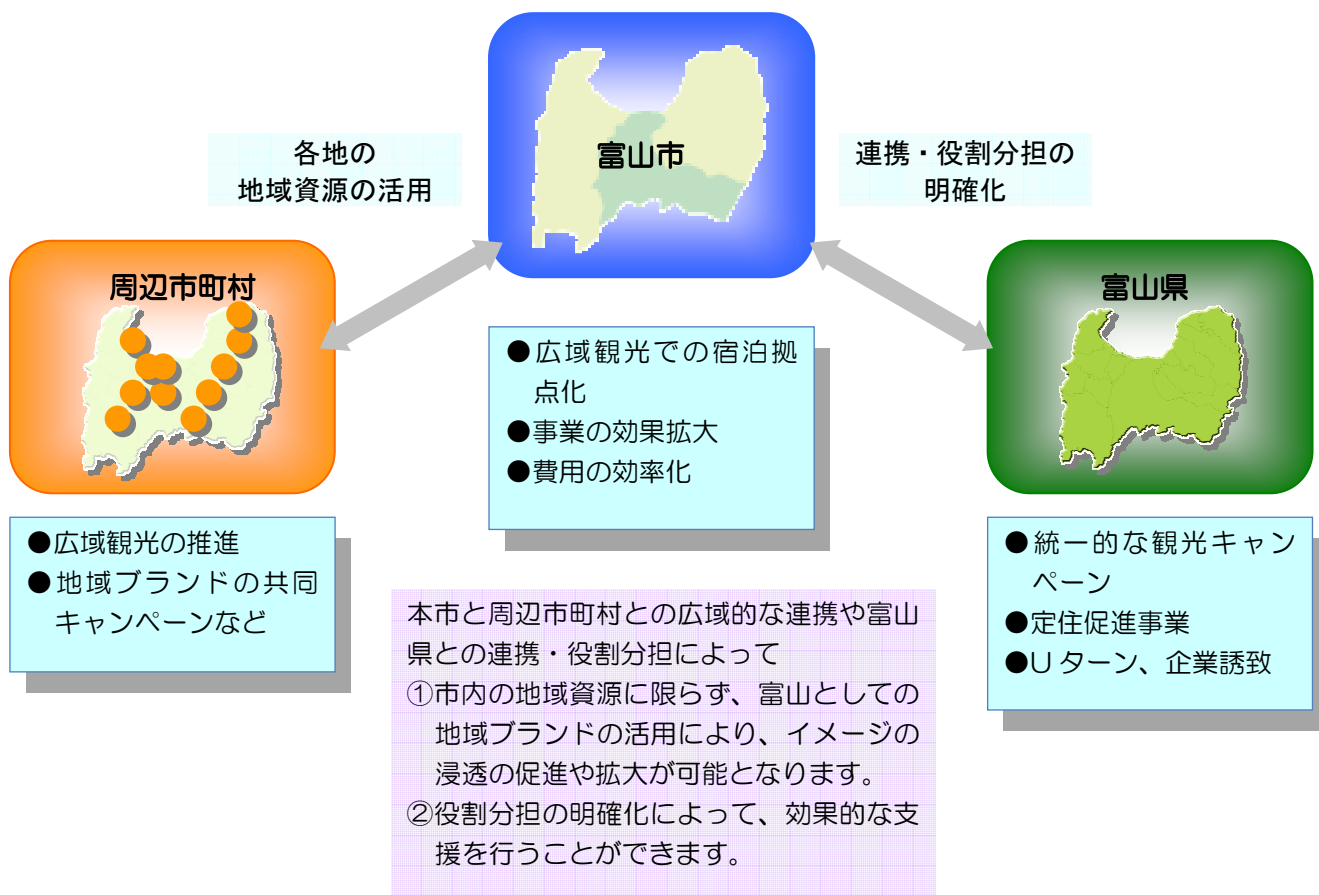 富山市
各地の
地域資源の活用
連携・役割分担の
明確化
周辺市町村
富山県
●広域観光での宿泊拠
点化
●事業の効果拡大
●費用の効率化
●広域観光の推進
●地域ブランドの共同
キャンペーンなど
●統一的な観光キャン
ペーン
●定住促進事業
●Uターン、企業誘致
本市と周辺市町村との広域的な連携や富山
県との連携・役割分担によって
①市内の地域資源に限らず、富山としての
地域ブランドの活用により、イメージの
浸透の促進や拡大が可能となります。
②役割分担の明確化によって、効果的な支
援を行うことができます。